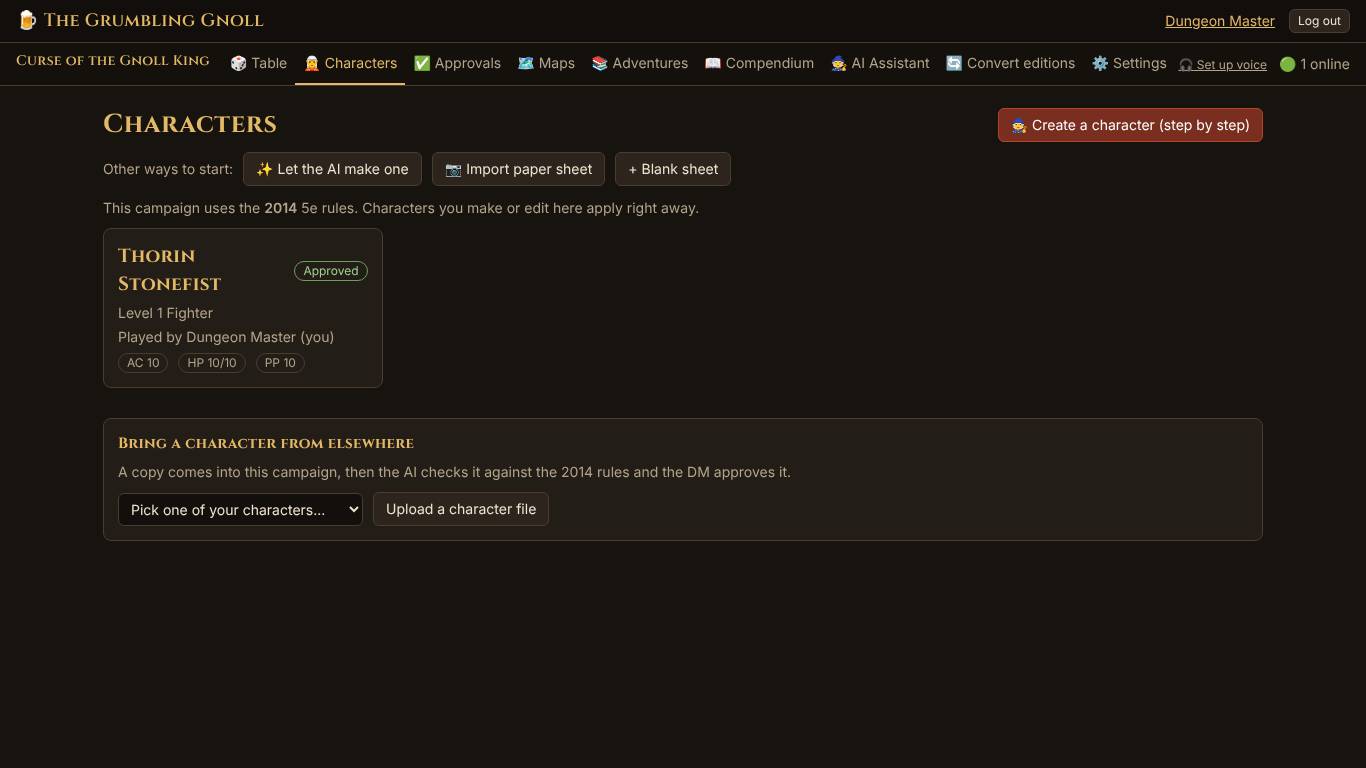 🍺 The Grumbling Gnoll
Dungeon Master Log out
Curse of the Gnoll King 🎲 Table 🧝 Characters ✅ Approvals 🗺️ Maps 📚 Adventures 📖 Compendium 🧙 AI Assistant 🔄 Convert editions ⚙️ Settings 🎧 Set up voice 🟢 1 online
Characters
🧙 Create a character (step by step)
Other ways to start: ✨ Let the AI make one 📷 Import paper sheet + Blank sheet
This campaign uses the 2014 5e rules. Characters you make or edit here apply right away.
Thorin
Stonefist
Approved
Level 1 Fighter
Played by Dungeon Master (you)
AC 10 HP 10/10 PP 10
Bring a character from elsewhere
A copy comes into this campaign, then the AI checks it against the 2014 rules and the DM approves it.
Pick one of your characters... Upload a character file